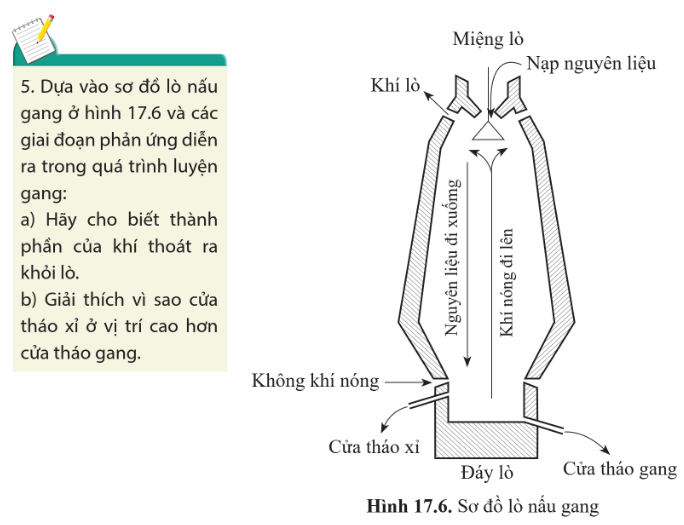 5. Dựa vào sơ đồ lò nấu
gang ở hình 17.6 và các
giai đoạn phản ứng diễn
ra trong quá trình luyện
gang:
a) Hãy cho biết thành
phần của khí thoát ra
khỏi lò.
b) Giải thích vì sao cửa
tháo xỉ ở vị trí cao hơn
cửa tháo gang.
Miệng lò
Nạp nguyên liệu
Khí lò
Nguyên liệu đi xuốmg
Khí nóng đi lên
Không khí nóng
Cửa tháo xỉ
Cửa tháo gang
Đáy lò
Hình 17.6. Sơ đồ lò nấu gang